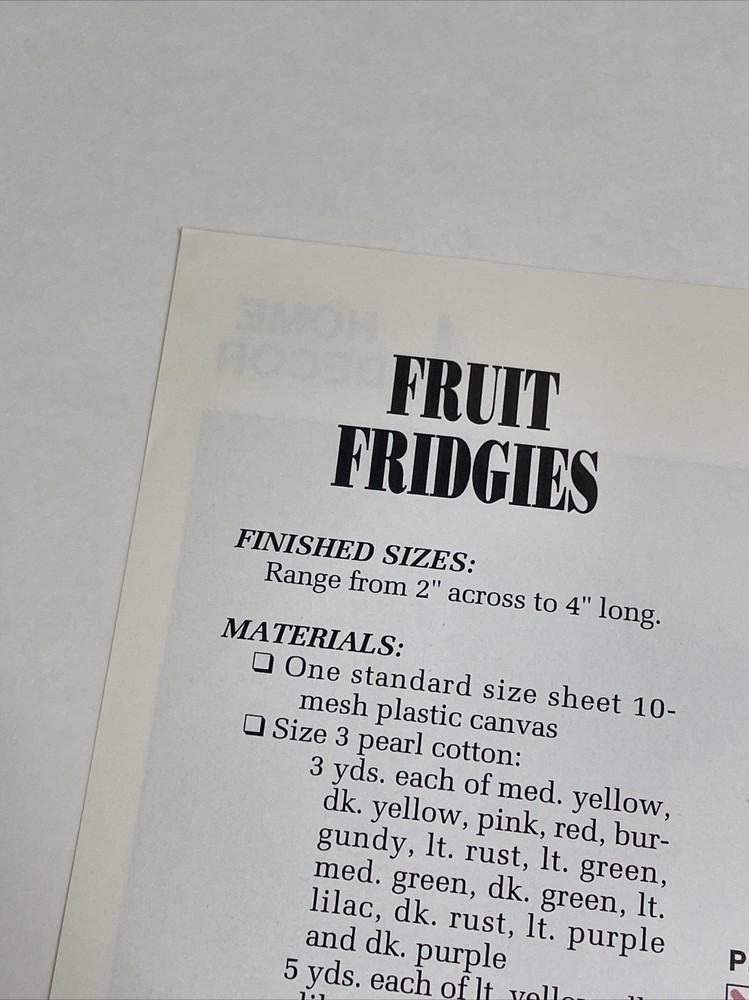 HOME
DECOR
FRUIT
FRIDGIES
FINISHED SIZES:
Range from 2" across to 4" long.
MATERIALS:
❏ One standard size sheet 10-
mesh plastic canvas
❏ Size 3 pearl cotton:
3 yds. each of med. yellow,
dk. yellow, pink, red, bur-
gundy, lt. rust, lt. green,
med. green, dk. green, lt.
lilac, dk. rust, lt. purple
and dk. purple
5 yds. each of lt. yellow,